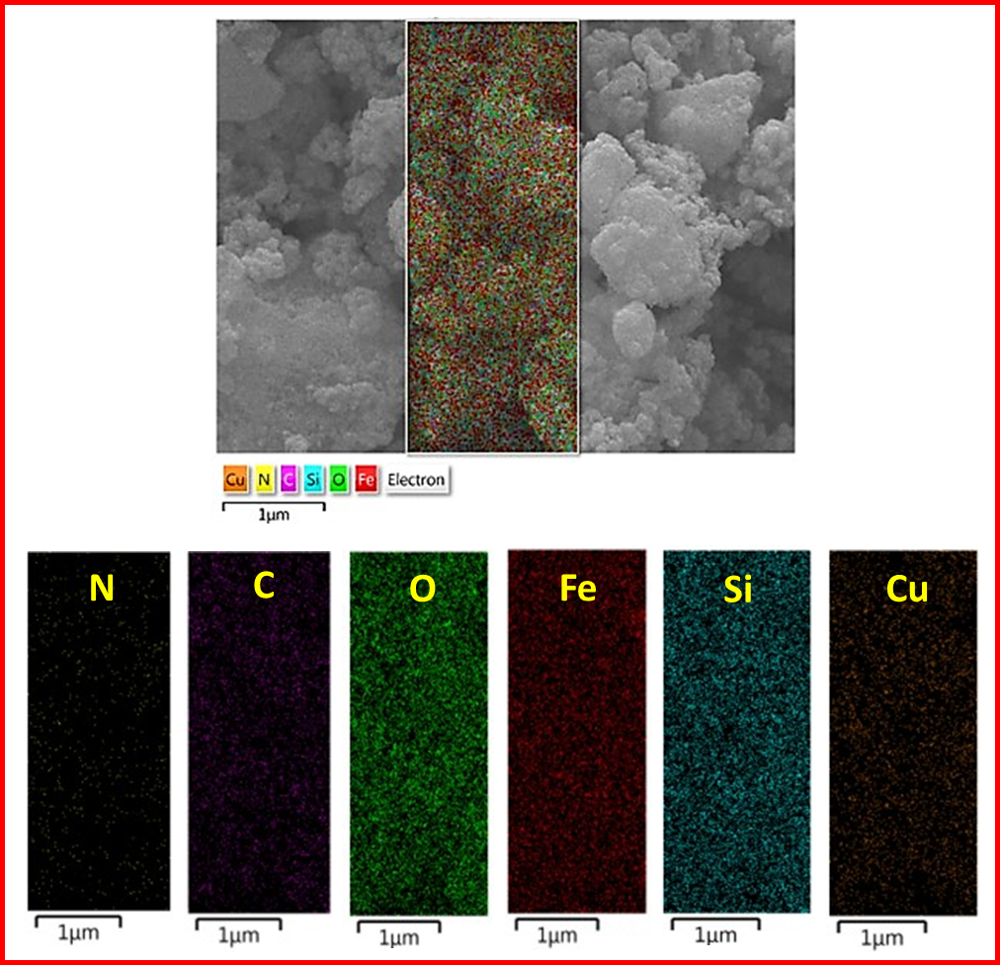 Cu N C Si O Fe Electron
1μm
N C O Fe Si Cu
1μm 1μm 1μm 1μm 1μm 1μm